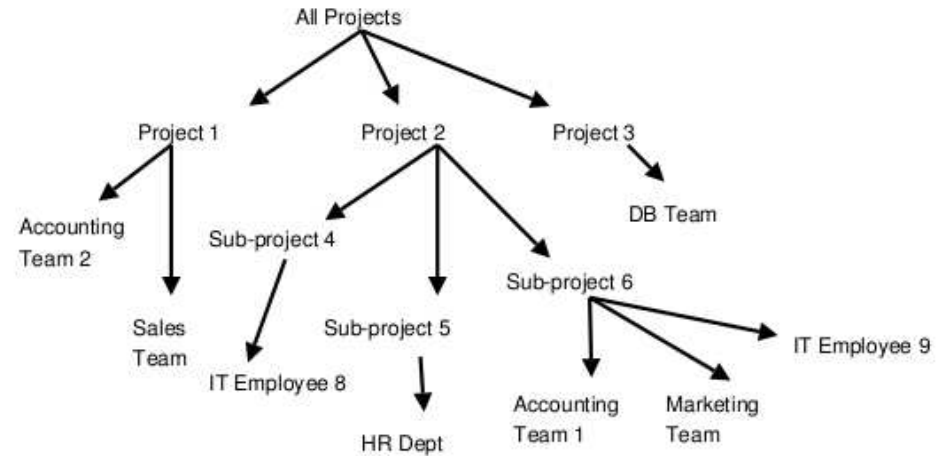 All Projects
Project 1
Project 2
Project 3
Accounting
Team 2
Sub-project 4
DB Team
Sub-project 6
Sales
Team
Sub-project 5
IT Employee 9
IT Employee 8
Accounting
Team 1
Marketing
Team
HR Dept